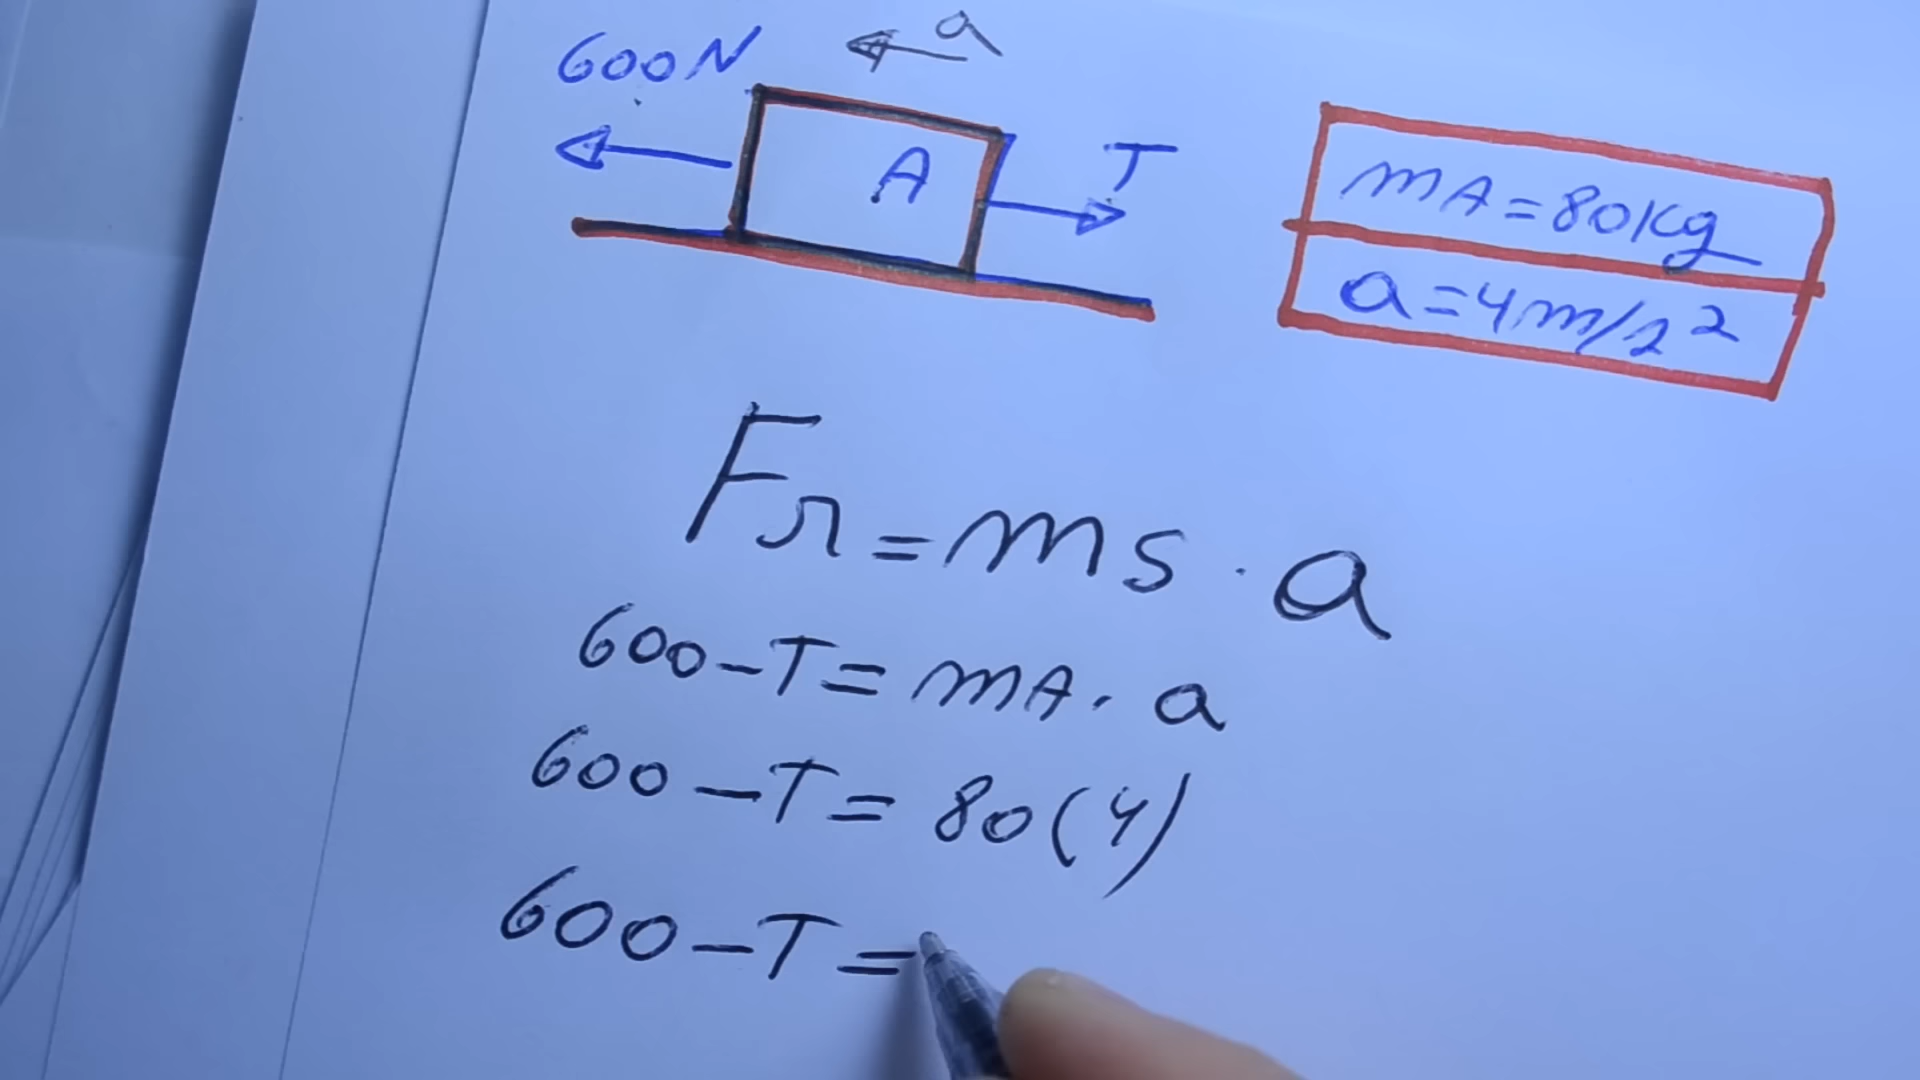 600N
a
A
T
mA=80Kg
a=4m/s²
Fr=ms.a
600-T=mA.a
600-T=80(4)
600-T=